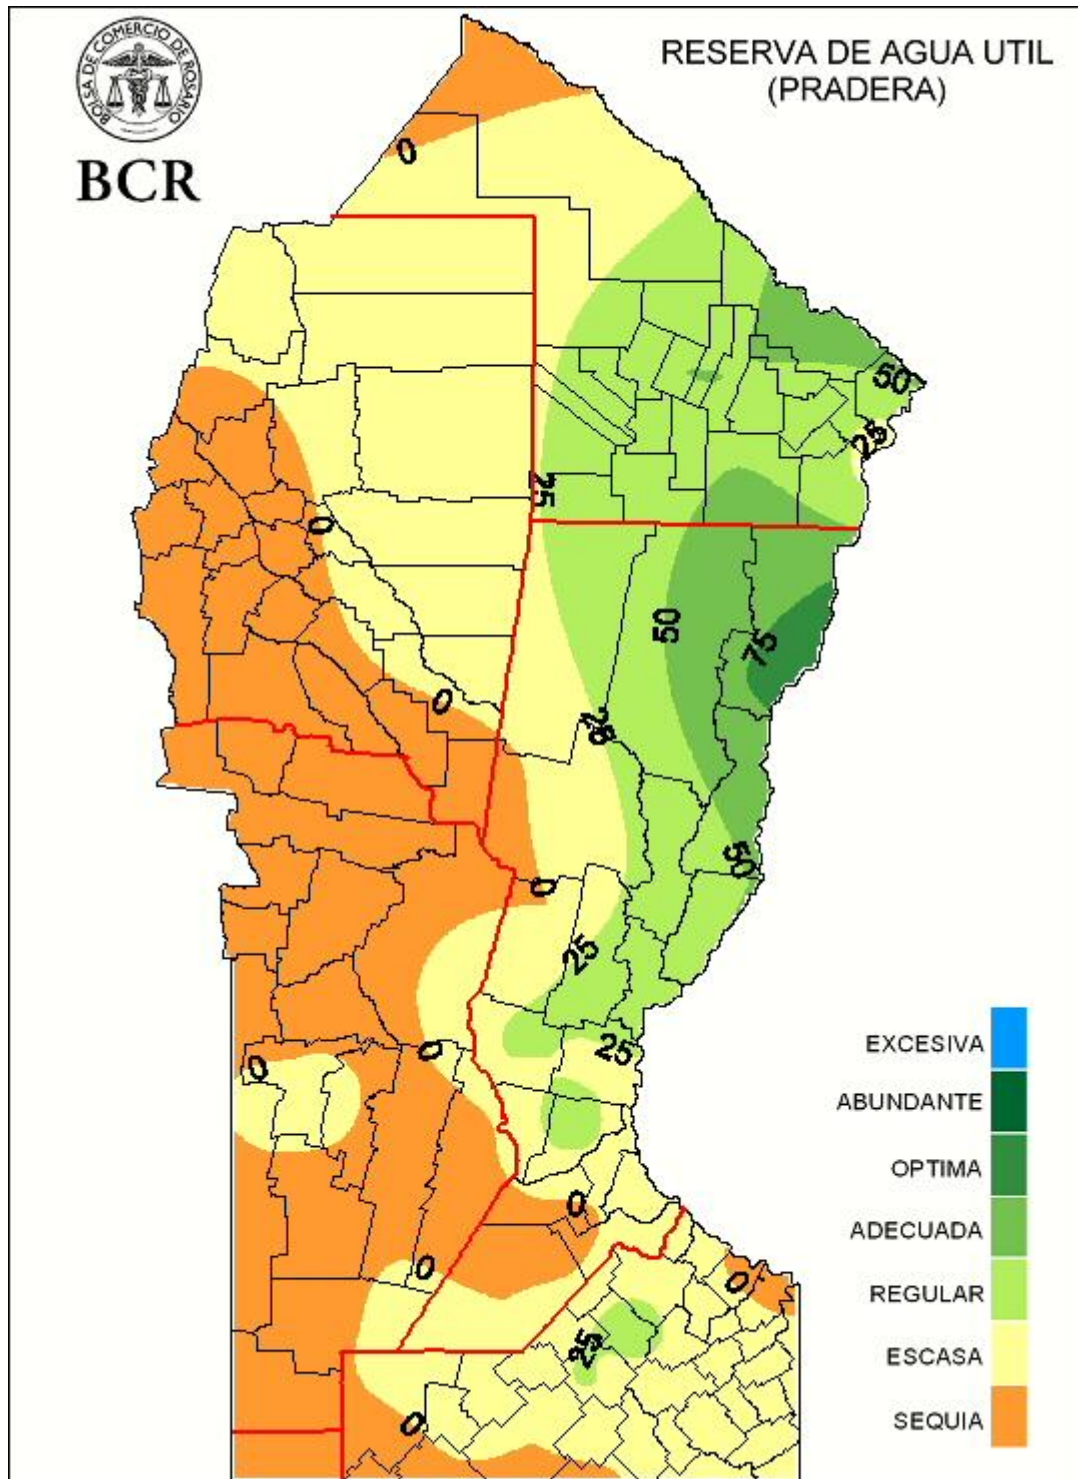 BOLSA DE COMERCIO DE ROSARIO
BCR
RESERVA DE AGUA UTIL
(PRADERA)
0
50
25
25
0
50
75
0
25
50
0
25
25
0
0
0
0
0
25
0
EXCESIVA
ABUNDANTE
OPTIMA
ADECUADA
REGULAR
ESCASA
SEQUIA